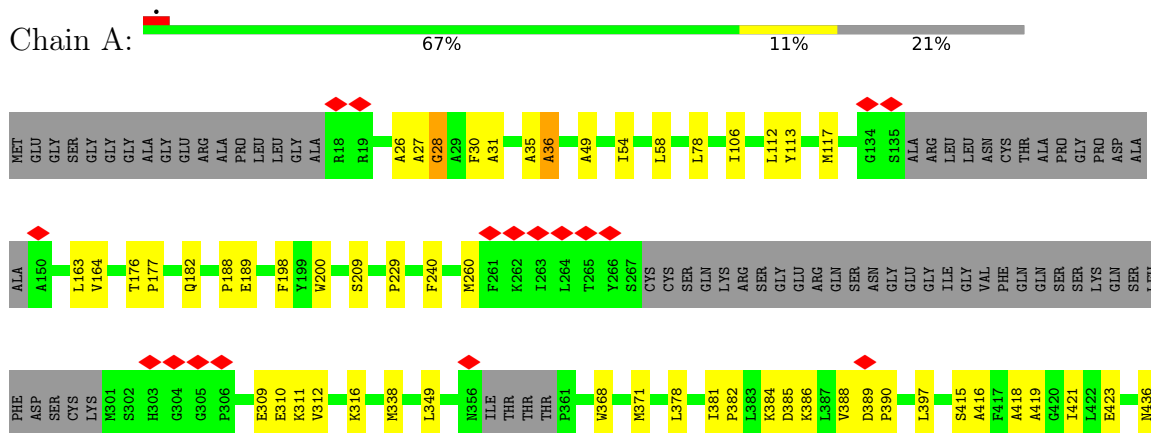 Chain A:
67% 11% 21%
MET GLU GLY SER GLY GLY GLY ALA GLY GLU ARG ALA PRO LEU LEU GLY ALA R18 R19 A26 A27 G28 A29 F30 A31 A35 A36 A49 I54 L58 L78 I106 L112 Y113 M117 G134 S135 ALA ARG LEU LEU ASN CYS THR ALA PRO GLY PRO ASP ALA
ALA A150 L163 V164 T176 P177 Q182 P188 E189 F198 Y199 W200 S209 P229 F240 M260 F261 K262 I263 L264 T265 Y266 S267 CYS CYS SER GLN LYS ARG SER GLY GLU ARG GLN SER ASN GLY GLU GLY ILE GLY VAL PHE GLN GLN SER SER LYS GLN SER LEU
PHE ASP SER CYS LYS M301 S302 H303 G304 G305 P306 E309 E310 K311 V312 K316 M338 L349 N356 ILE THR THR THR P361 W368 M371 L378 I381 P382 L383 K384 D385 K386 L387 V388 D389 P390 L397 S415 A416 F417 A418 A419 G420 I421 L422 E423 N436